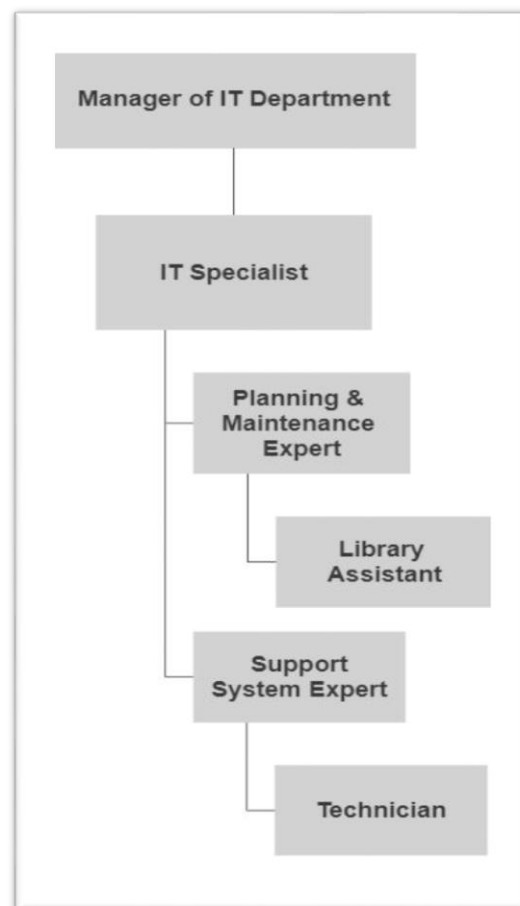 Manager of IT Department
IT Specialist
Planning &
Maintenance
Expert
Library
Assistant
Support
System Expert
Technician